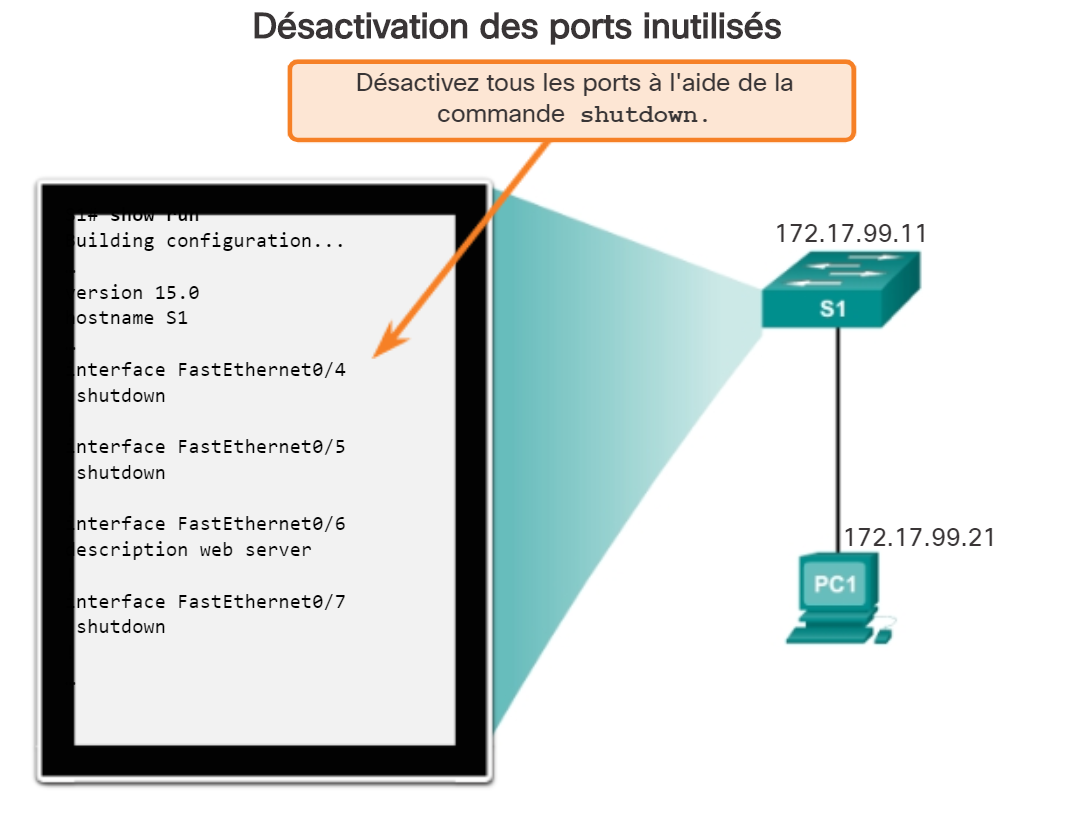 Désactivation des ports inutilisés
Désactivez tous les ports à l'aide de la
commande shutdown.
1# show run
uilding configuration...
ersion 15.0
ostname S1
nterface FastEthernet0/4
shutdown
nterface FastEthernet0/5
shutdown
nterface FastEthernet0/6
escription web server
nterface FastEthernet0/7
shutdown
172.17.99.11
S1
172.17.99.21
PC1